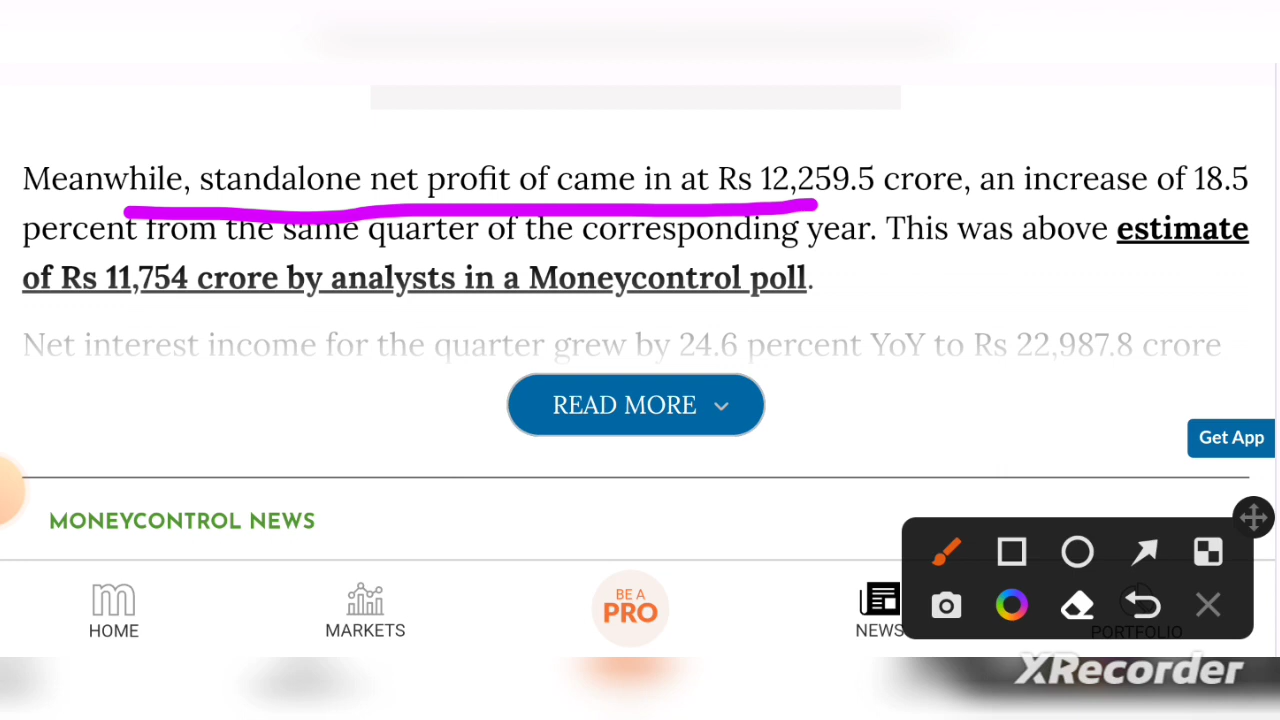 Meanwhile, standalone net profit of came in at Rs 12,259.5 crore, an increase of 18.5
percent from the same quarter of the corresponding year. This was above estimate
of Rs 11,754 crore by analysts in a Moneycontrol poll.
Net interest income for the quarter grew by 24.6 percent YoY to Rs 22,987.8 crore
READ MORE
Get App
MONEYCONTROL NEWS
HOME
MARKETS
BE A
PRO
NEWS
PORTFOLIO
XRecorder